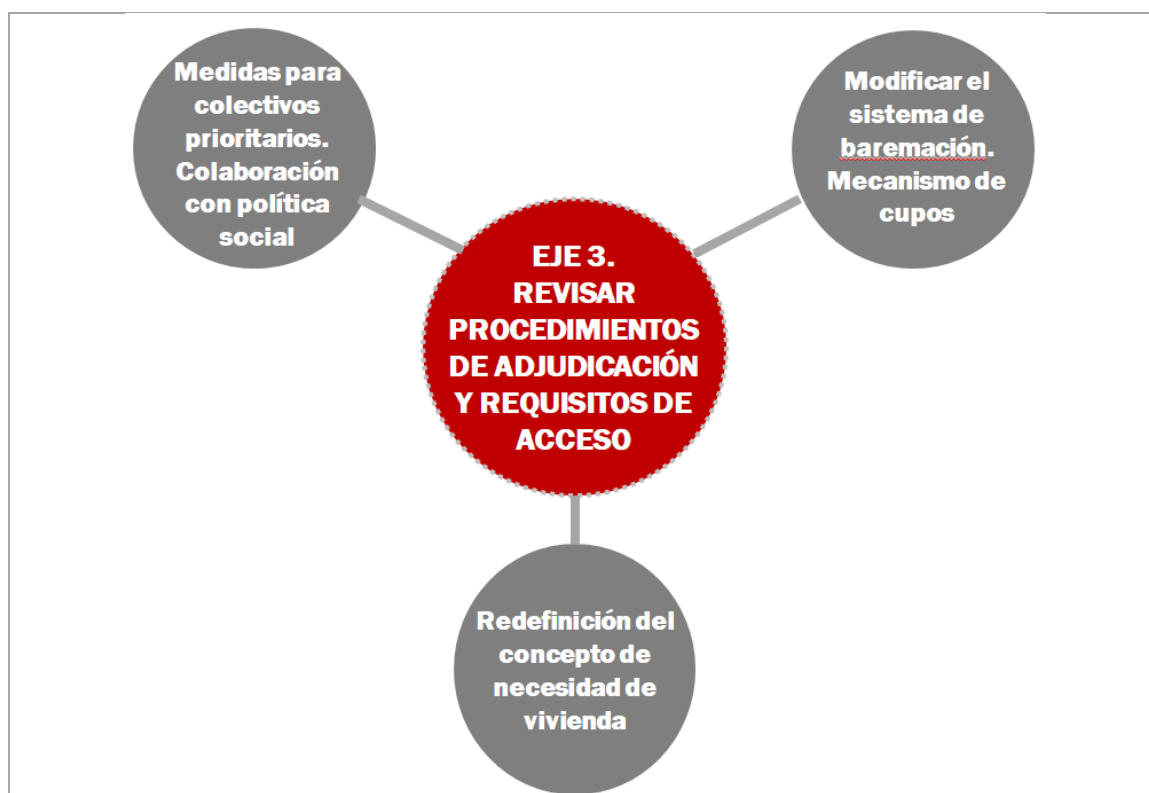 Medidas para
colectivos
prioritarios.
Colaboración
con política
social
Modificar el
sistema de
baremación.
Mecanismo de
cupos
EJE 3.
REVISAR
PROCEDIMIENTOS
DE ADJUDICACIÓN
Y REQUISITOS DE
ACCESO
Redefinición del
concepto de
necesidad de
vivienda